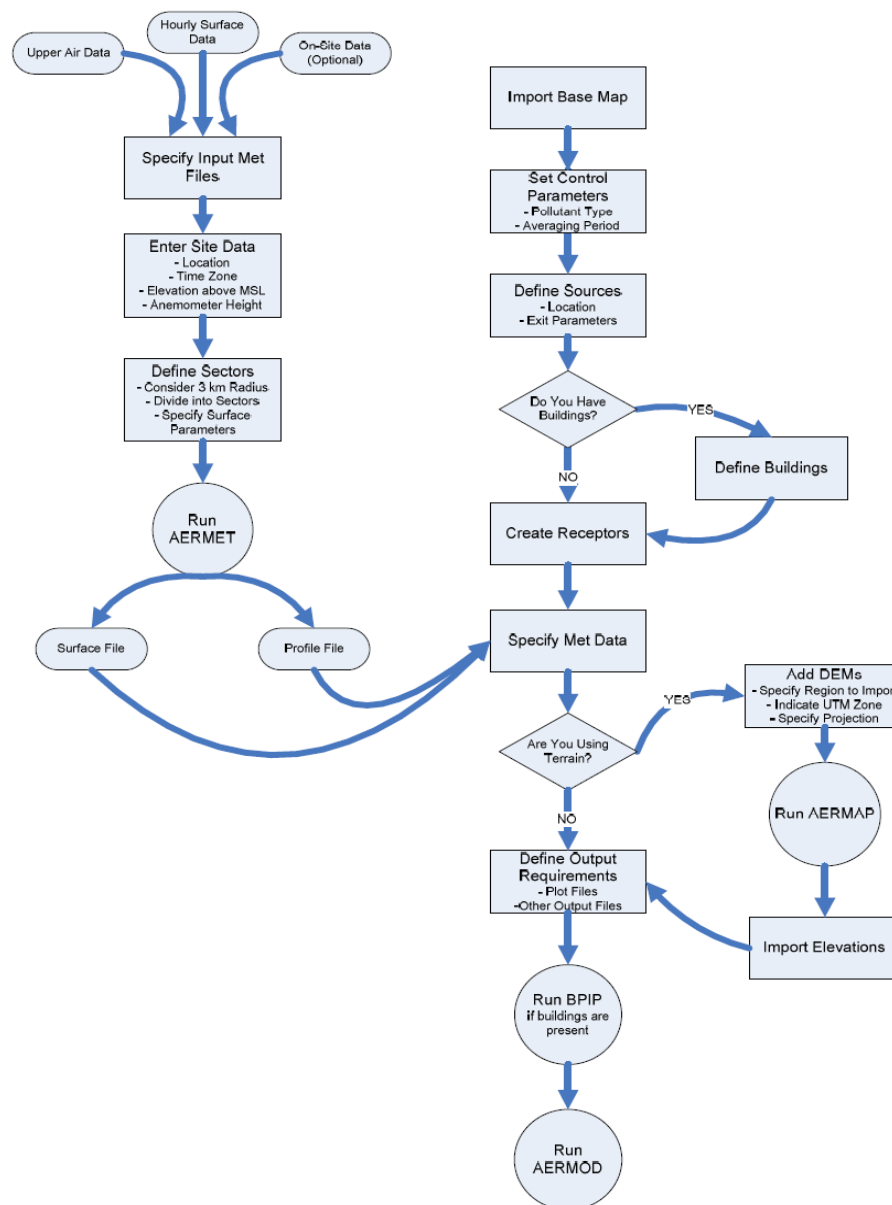 Upper Air Data
Hourly Surface
Data
On-Site Data
(Optional)
Specify Input Met
Files
Enter Site Data
- Location
- Time Zone
- Elevation above MSL
- Anemometer Height
Define Sectors
- Consider 3 km Radius
- Divide into Sectors
- Specify Surface
Parameters
Run
AERMET
Surface File
Profile File
Import Base Map
Set Control
Parameters
- Pollutant Type
- Averaging Period
Define Sources
- Location
- Exit Parameters
Do You Have
Buildings?
YES
Define Buildings
NO
Create Receptors
Specify Met Data
Are You Using
Terrain?
YES
Add DEMs
- Specify Region to Import
- Indicate UTM Zone
- Specify Projection
Run AERMAP
Import Elevations
NO
Define Output
Requirements
- Plot Files
-Other Output Files
Run BPIP
if buildings are
present
Run
AERMOD